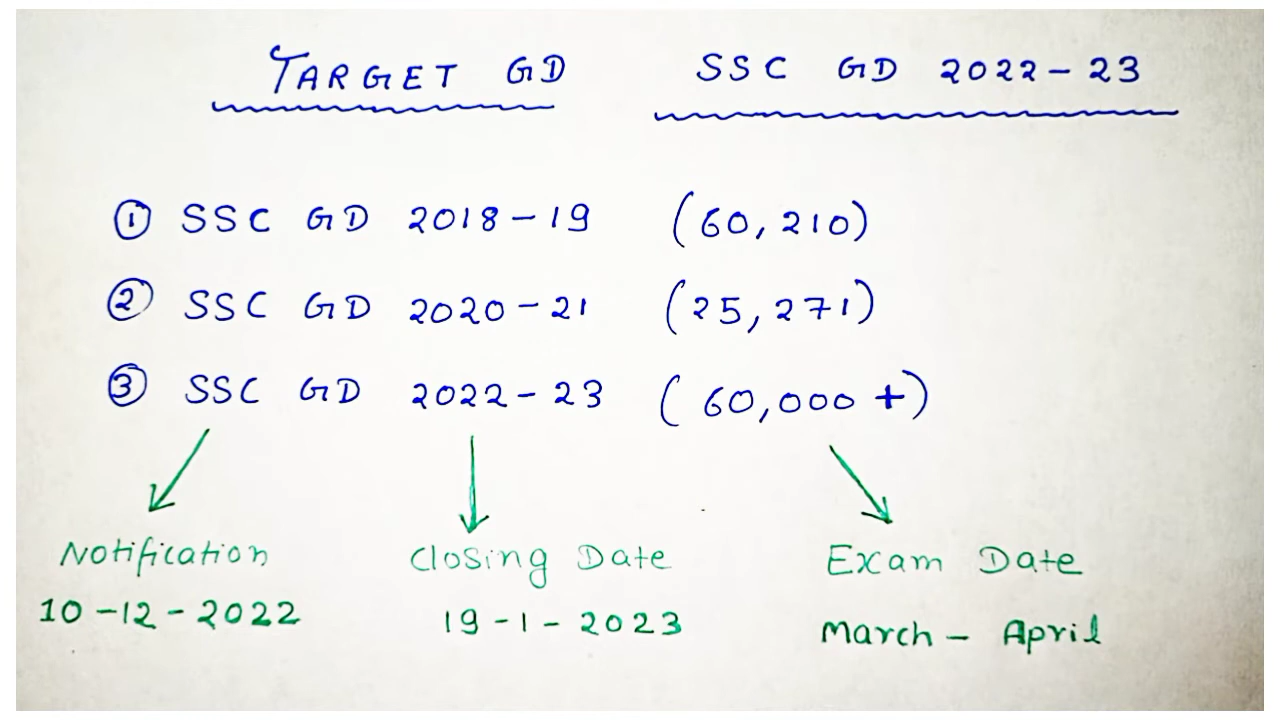 TARGET GD SSC GD 2022-23
① SSC GD 2018-19 (60,210)
② SSC GD 2020-21 (25,271)
③ SSC GD 2022-23 (60,000 +)
Notification Closing Date Exam Date
10-12-2022 19-1-2023 March - April